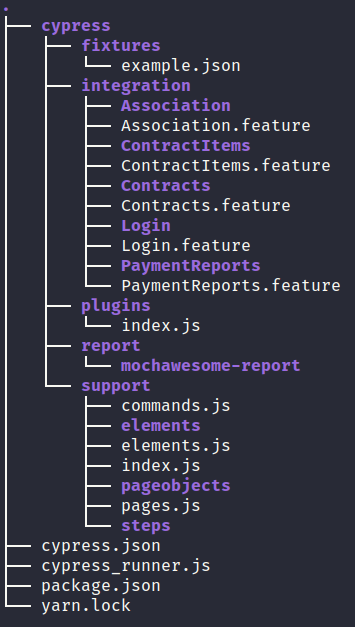 .
cypress
fixtures
example.json
integration
Association
Association.feature
ContractItems
ContractItems.feature
Contracts
Contracts.feature
Login
Login.feature
PaymentReports
PaymentReports.feature
plugins
index.js
report
mochawesome-report
support
commands.js
elements
elements.js
index.js
pageobjects
pages.js
steps
cypress.json
cypress_runner.js
package.json
yarn.lock